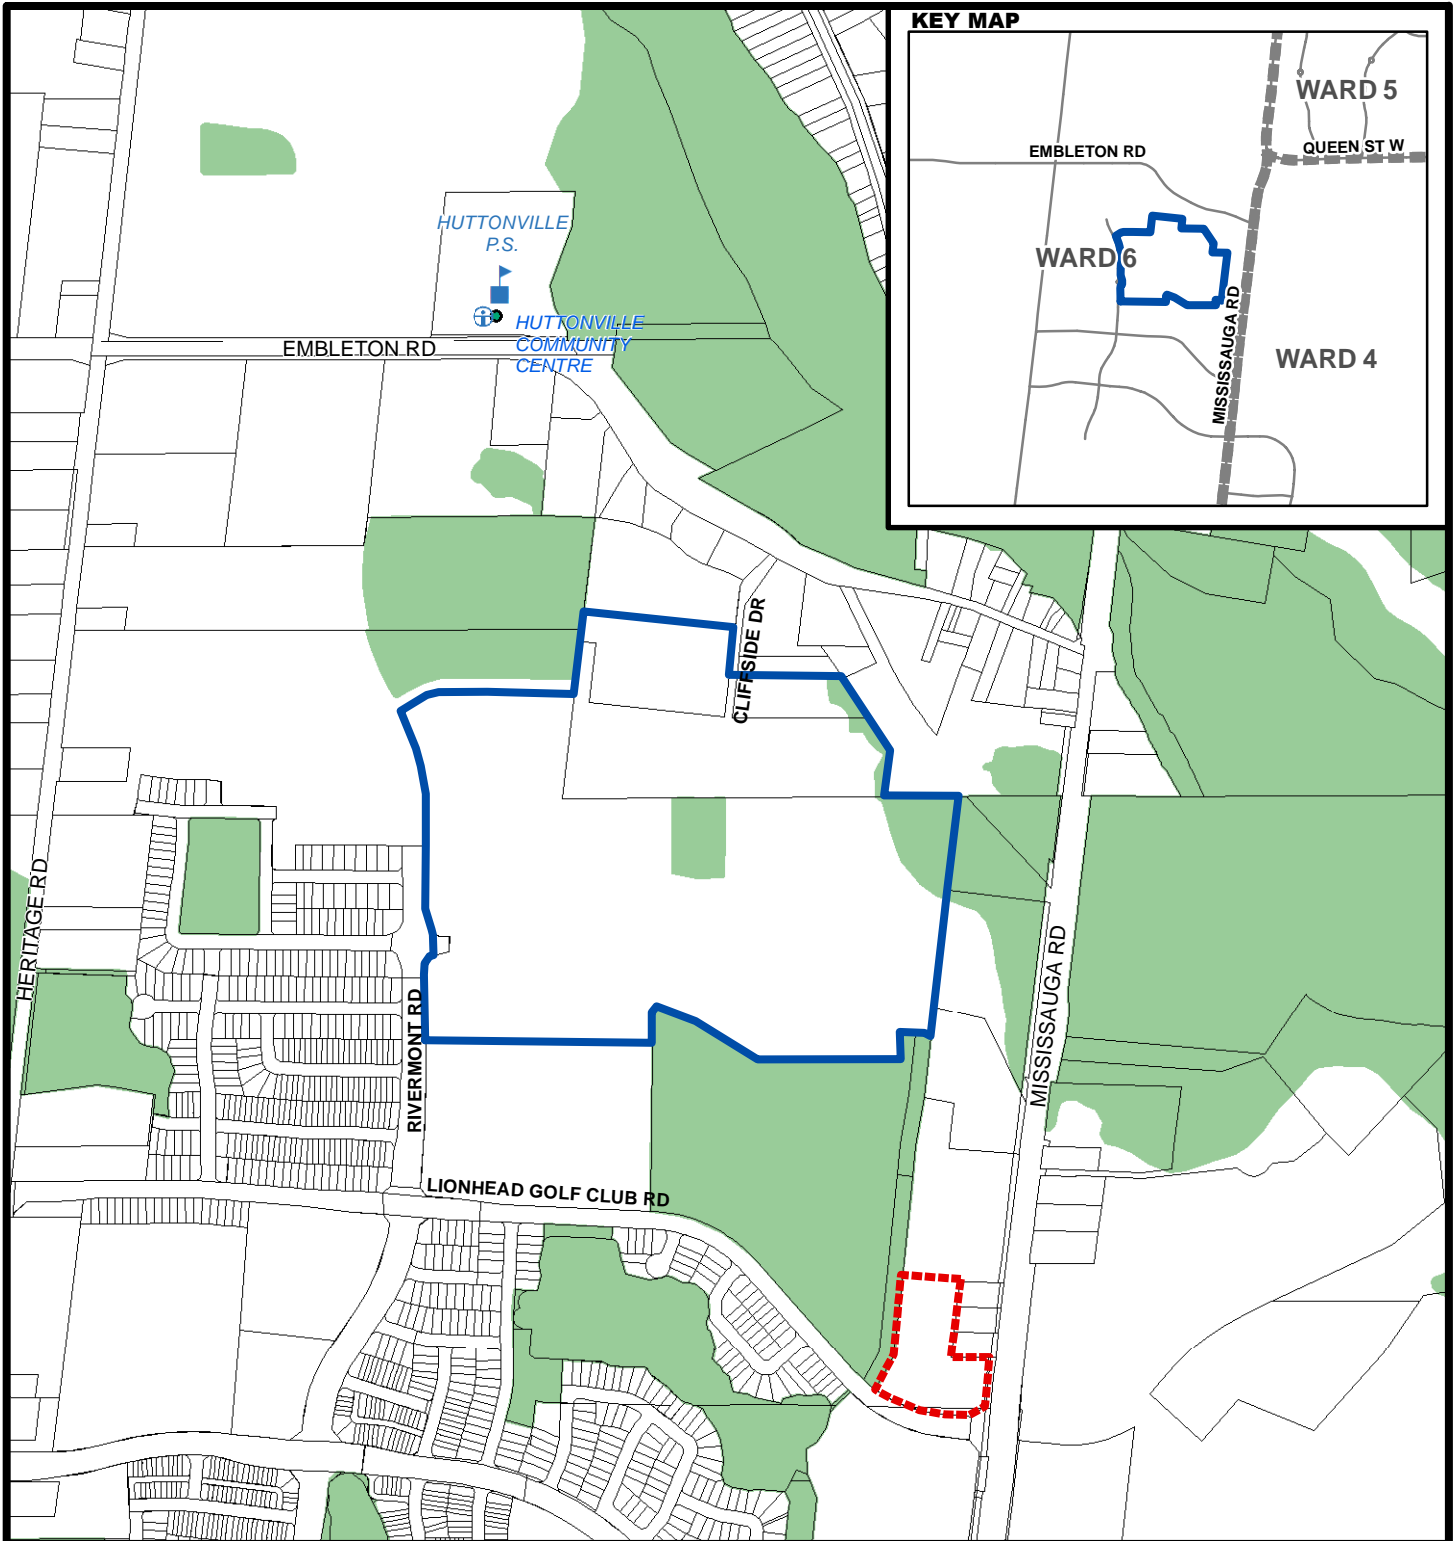 KEY MAP
WARD 5
EMBLETON RD
QUEEN ST W
WARD 6
MISSISSAUGA RD
WARD 4
HUTTONVILLE
P.S.
HUTTONVILLE
COMMUNITY
CENTRE
EMBLETON RD
CLIFFSIDE DR
HERITAGE RD
RIVERMONT RD
MISSISSAUGA RD
LIONHEAD GOLF CLUB RD